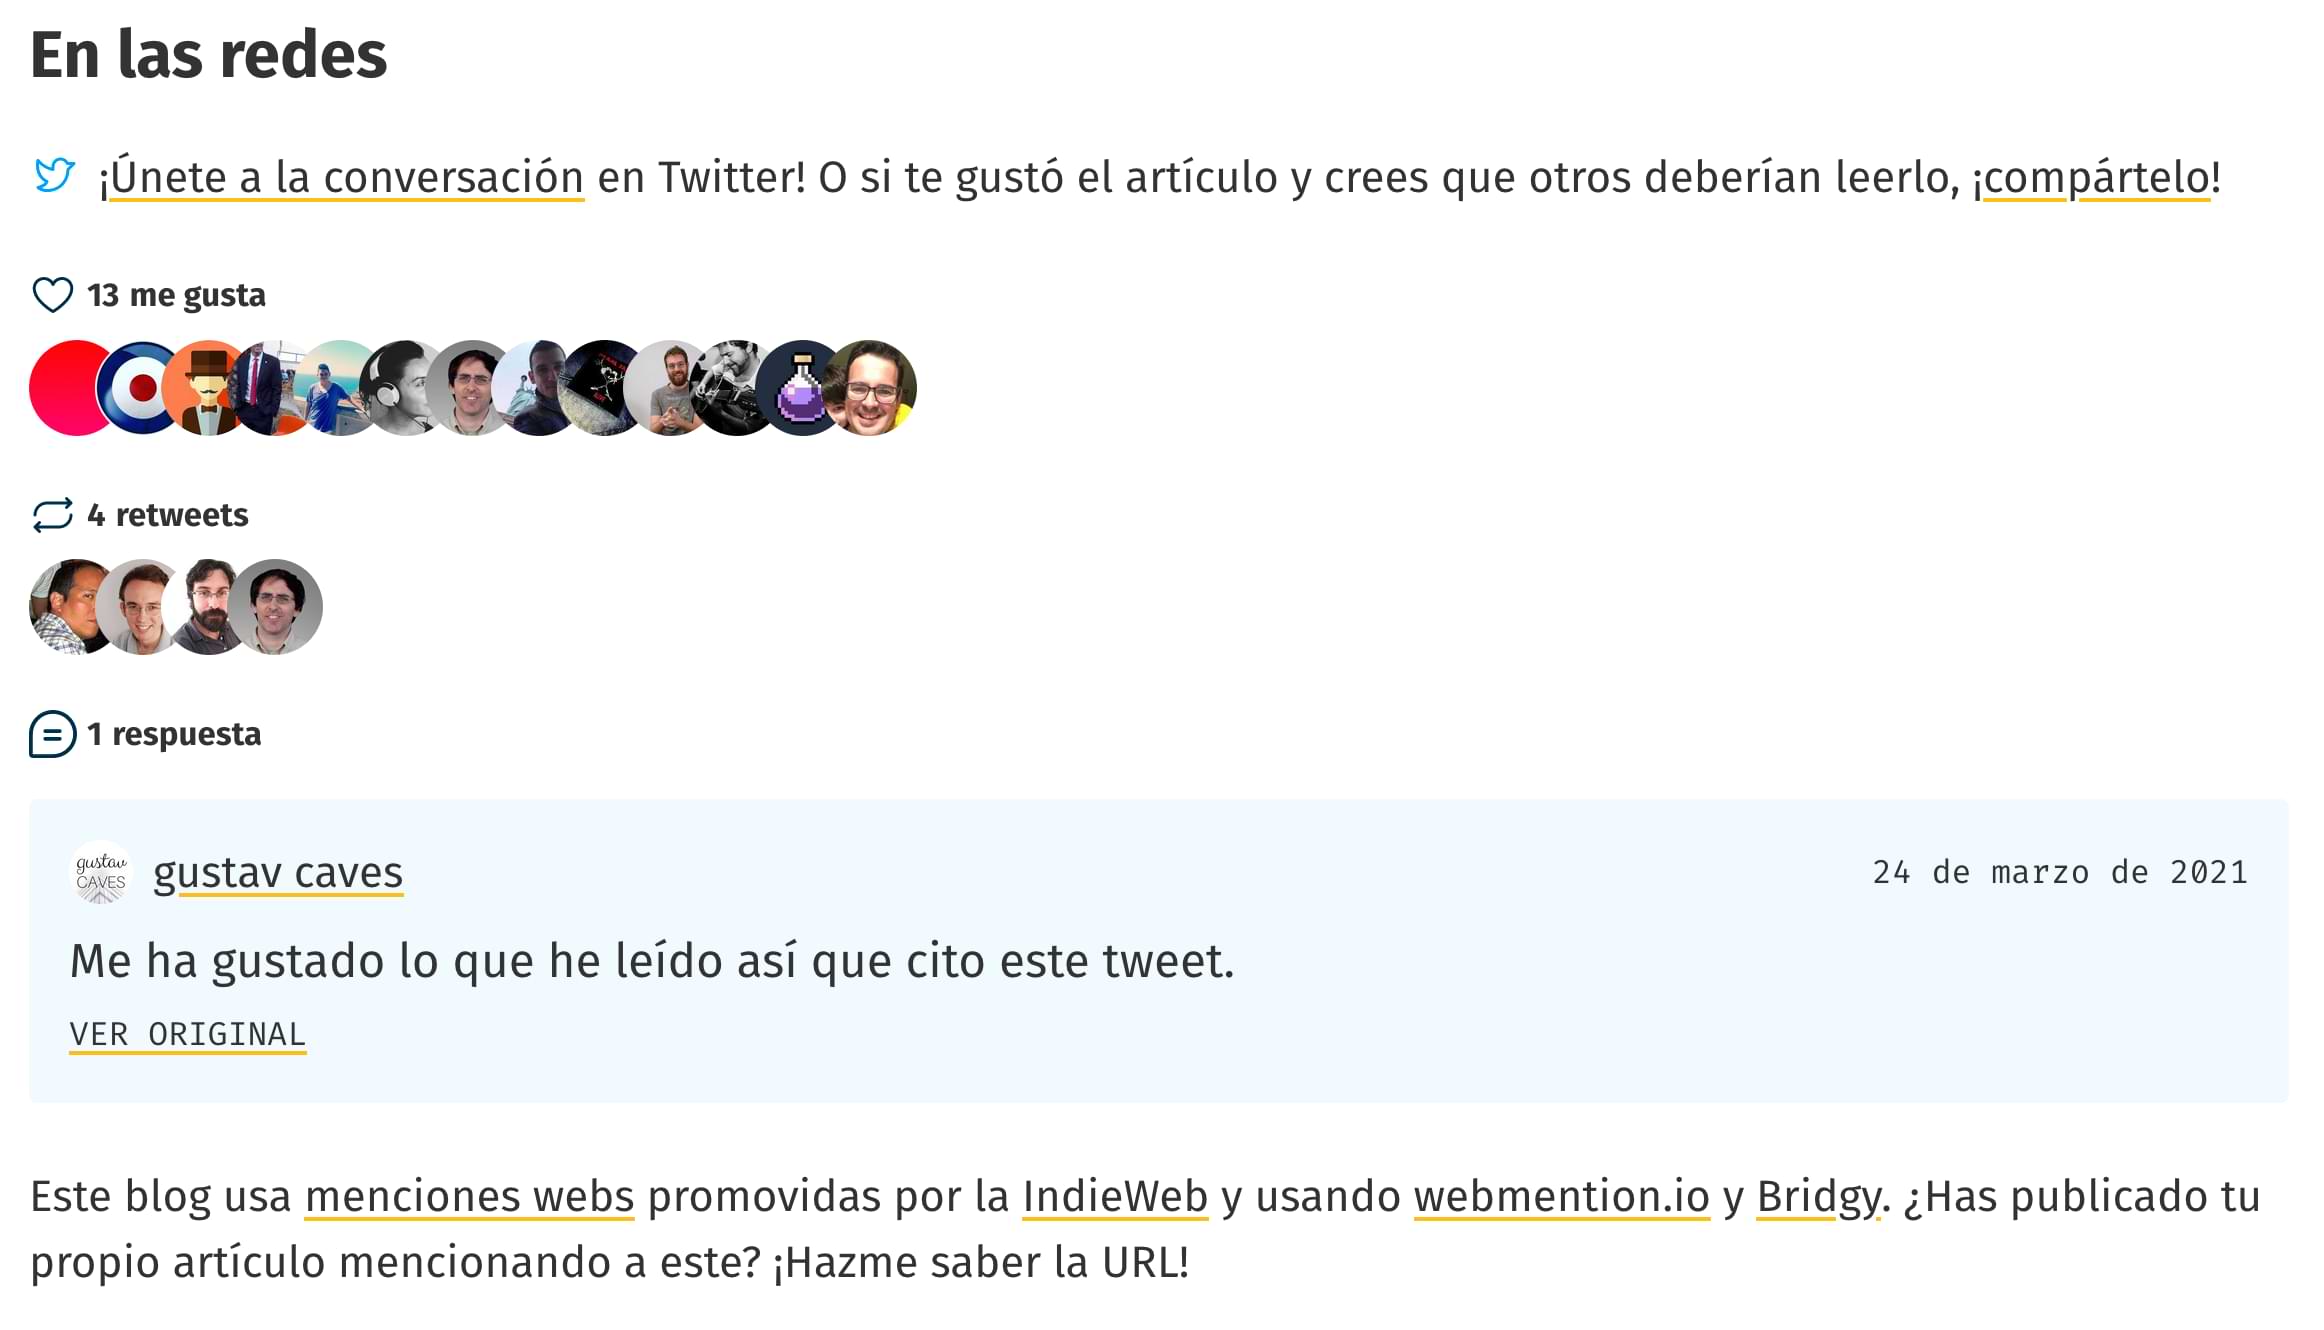 En las redes
¡Únete a la conversación en Twitter! O si te gustó el artículo y crees que otros deberían leerlo, ¡compártelo!
13 me gusta
4 retweets
1 respuesta
gustav CAVES
gustav caves
24 de marzo de 2021
Me ha gustado lo que he leído así que cito este tweet.
VER ORIGINAL
Este blog usa menciones webs promovidas por la IndieWeb y usando webmention.io y Bridgy. ¿Has publicado tu
propio artículo mencionando a este? ¡Hazme saber la URL!